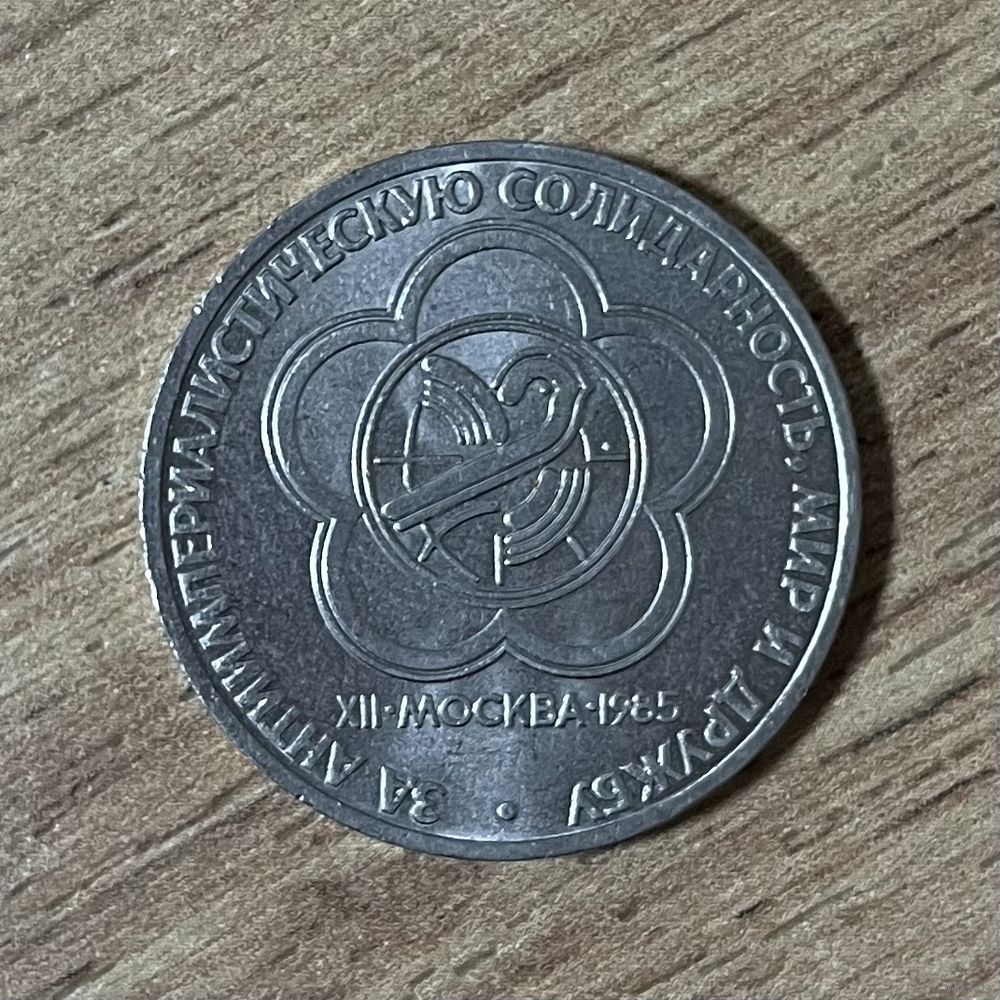 ЗА АНТИИМПЕРИАЛИСТИЧЕСКУЮ СОЛИДАРНОСТЬ, МИР И ДРУЖБУ
XII·МОСКВА·1985